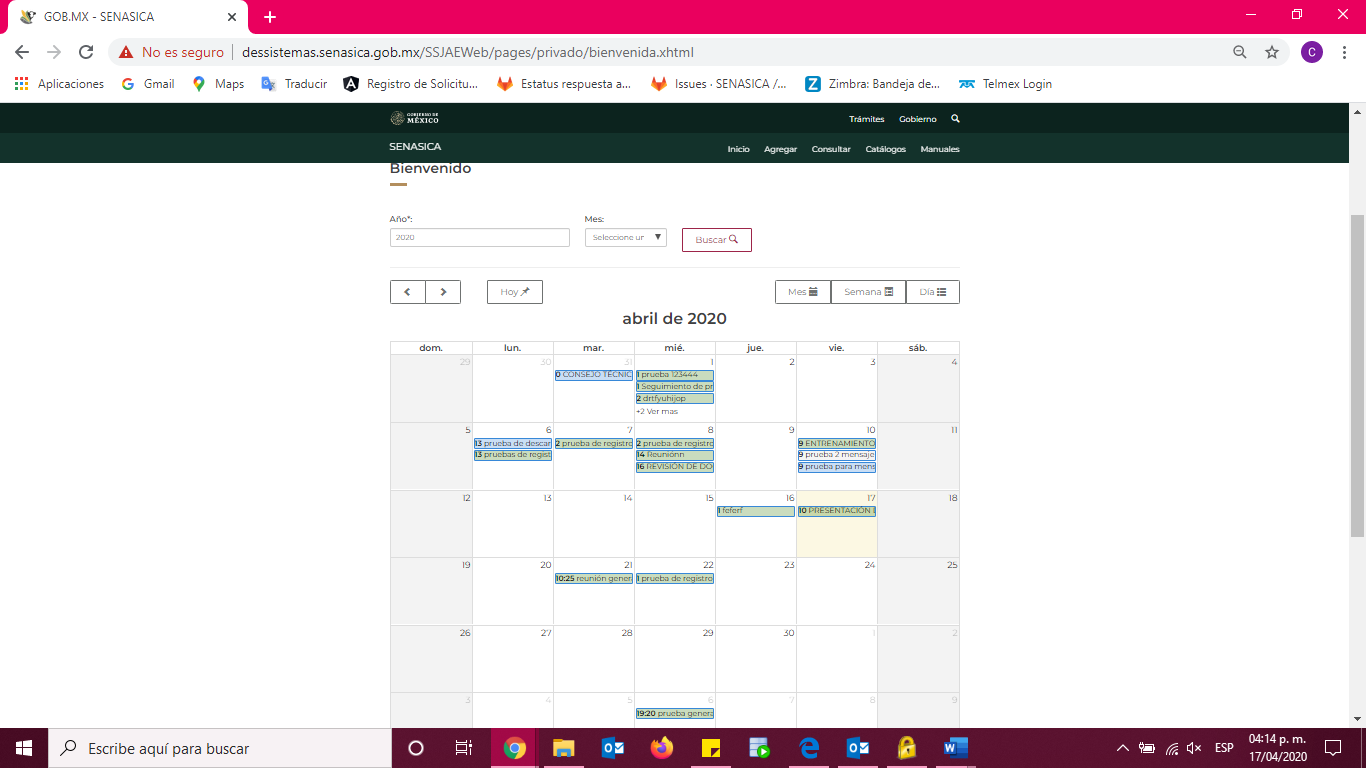 GOB.MX - SENASICA
No es seguro
dessistemas.senasica.gob.mx/SSJAEWeb/pages/privado/bienvenida.xhtml
C
Aplicaciones Gmail Maps Traducir Registro de Solicitu... Estatus respuesta a... Issues · SENASICA /... Zimbra: Bandeja de... Telmex Login
GOBIERNO DE MÉXICO
Trámites Gobierno
SENASICA
Inicio Agregar Consultar Catálogos Manuales
Bienvenido
Año*: Mes:
2020 Seleccione ur Buscar
Hoy Mes Semana Día
abril de 2020
dom. lun. mar. mié. jue. vie. sáb.
29 30 31 1 2 3 4
0 CONSEJO TECNIC 1 prueba 123444
1 Seguimiento de pr
2 drtfyuhijop
+2 Ver mas
5 6 7 8 9 10 11
13 prueba de descar 2 prueba de registro 2 prueba de registro 9 ENTRENAMIENTO
13 pruebas de regist 14 Reuniónn 9 prueba 2 mensaje
16 REVISIÓN DE DO 9 prueba para mens
12 13 14 15 16 17 18
1 feferf 10 PRESENTACIÓN
19 20 21 22 23 24 25
10:25 reunión gener 1 prueba de registro
26 27 28 29 30 1 2
3 4 5 6 7 8 9
19:20 prueba genera
Escribe aquí para buscar
ESP
04:14 p. m.
17/04/2020